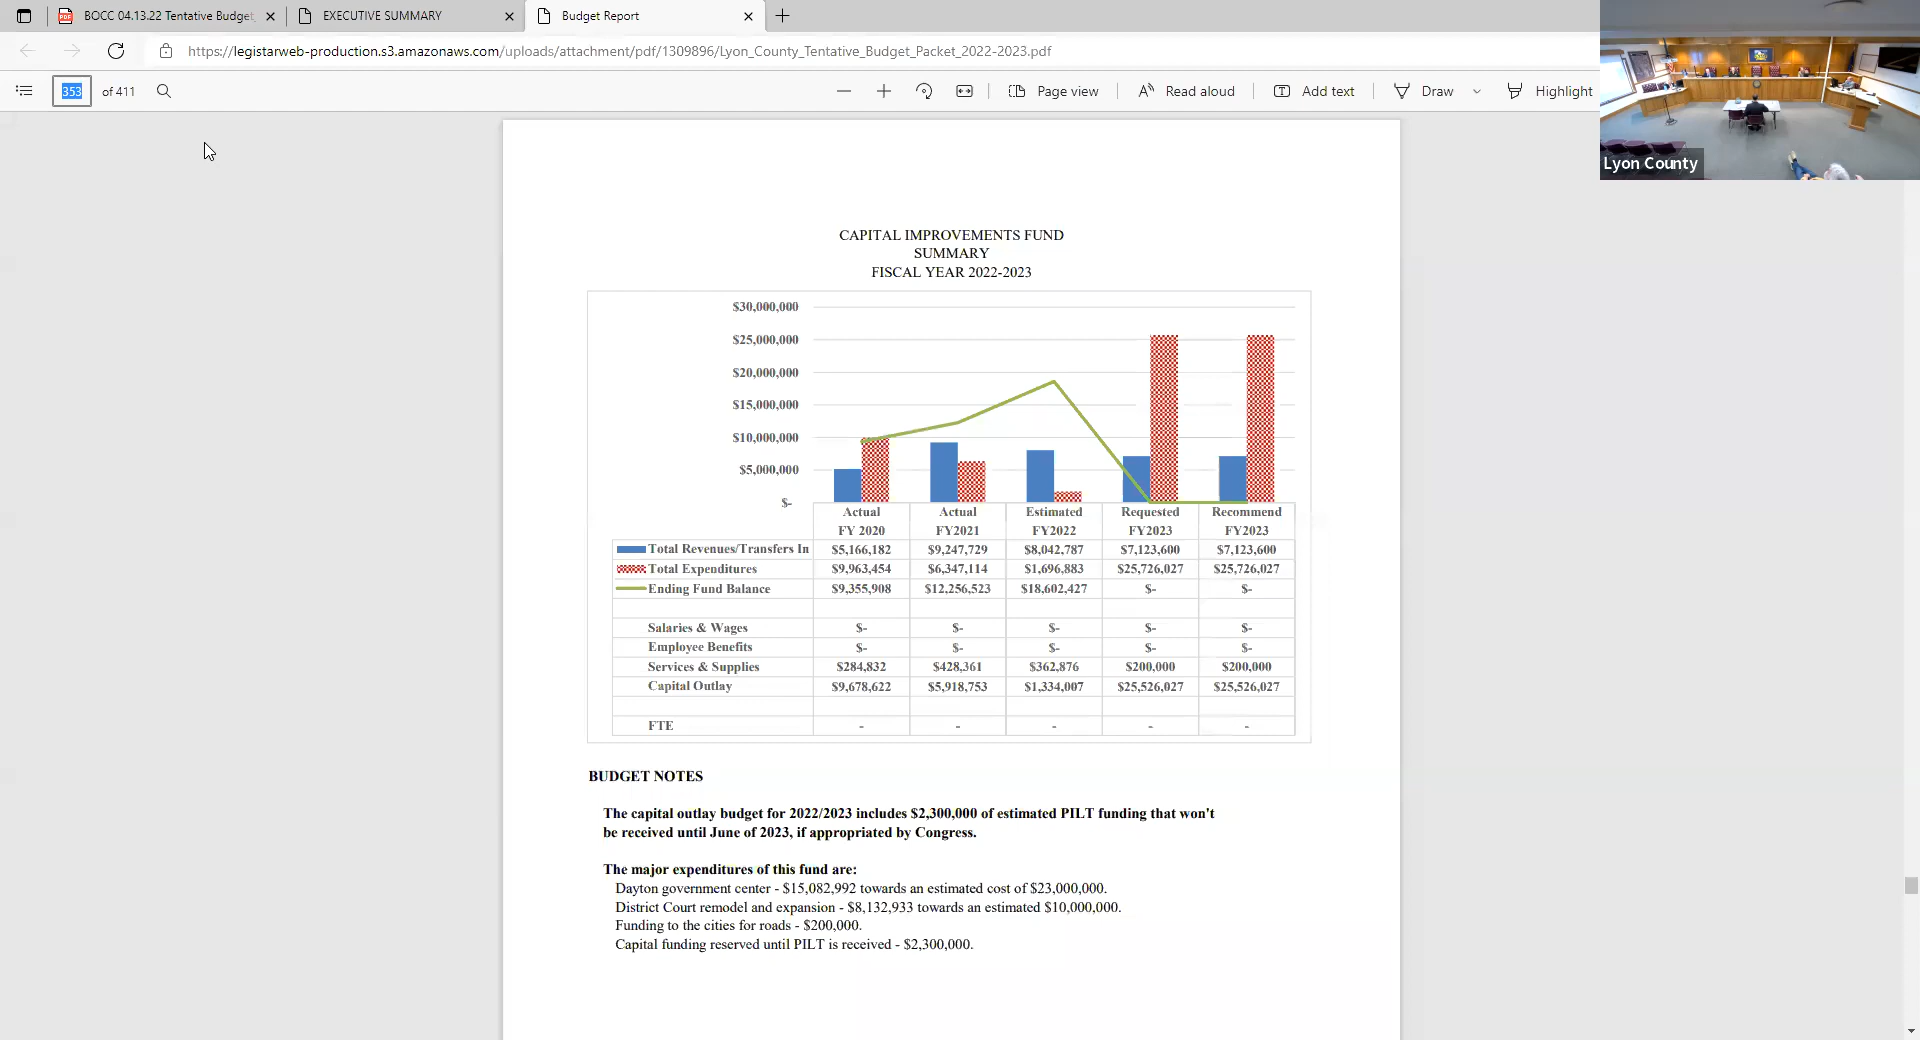 BOCC 04.13.22 Tentative Budget
EXECUTIVE SUMMARY
Budget Report
https://legistarweb-production.s3.amazonaws.com/uploads/attachment/pdf/1309896/Lyon_County_Tentative_Budget_Packet_2022-2023.pdf
353 of 411
Page view
Read aloud
Add text
Draw
Highlight
Lyon County
CAPITAL IMPROVEMENTS FUND
SUMMARY
FISCAL YEAR 2022-2023
$30,000,000
$25,000,000
$20,000,000
$15,000,000
$10,000,000
$5,000,000
$-
Actual Actual Estimated Requested Recommend
FY 2020 FY2021 FY2022 FY2023 FY2023
Total Revenues/Transfers In $5,166,182 $9,247,729 $8,042,787 $7,123,600 $7,123,600
Total Expenditures $9,963,454 $6,347,114 $1,696,883 $25,726,027 $25,726,027
Ending Fund Balance $9,355,908 $12,256,523 $18,602,427 $- $-
Salaries & Wages $- $- $- $- $-
Employee Benefits $- $- $- $- $-
Services & Supplies $284,832 $428,361 $362,876 $200,000 $200,000
Capital Outlay $9,678,622 $5,918,753 $1,334,007 $25,526,027 $25,526,027
FTE - - - - -
BUDGET NOTES
The capital outlay budget for 2022/2023 includes $2,300,000 of estimated PILT funding that won't
be received until June of 2023, if appropriated by Congress.
The major expenditures of this fund are:
Dayton government center - $15,082,992 towards an estimated cost of $23,000,000.
District Court remodel and expansion - $8,132,933 towards an estimated $10,000,000.
Funding to the cities for roads - $200,000.
Capital funding reserved until PILT is received - $2,300,000.